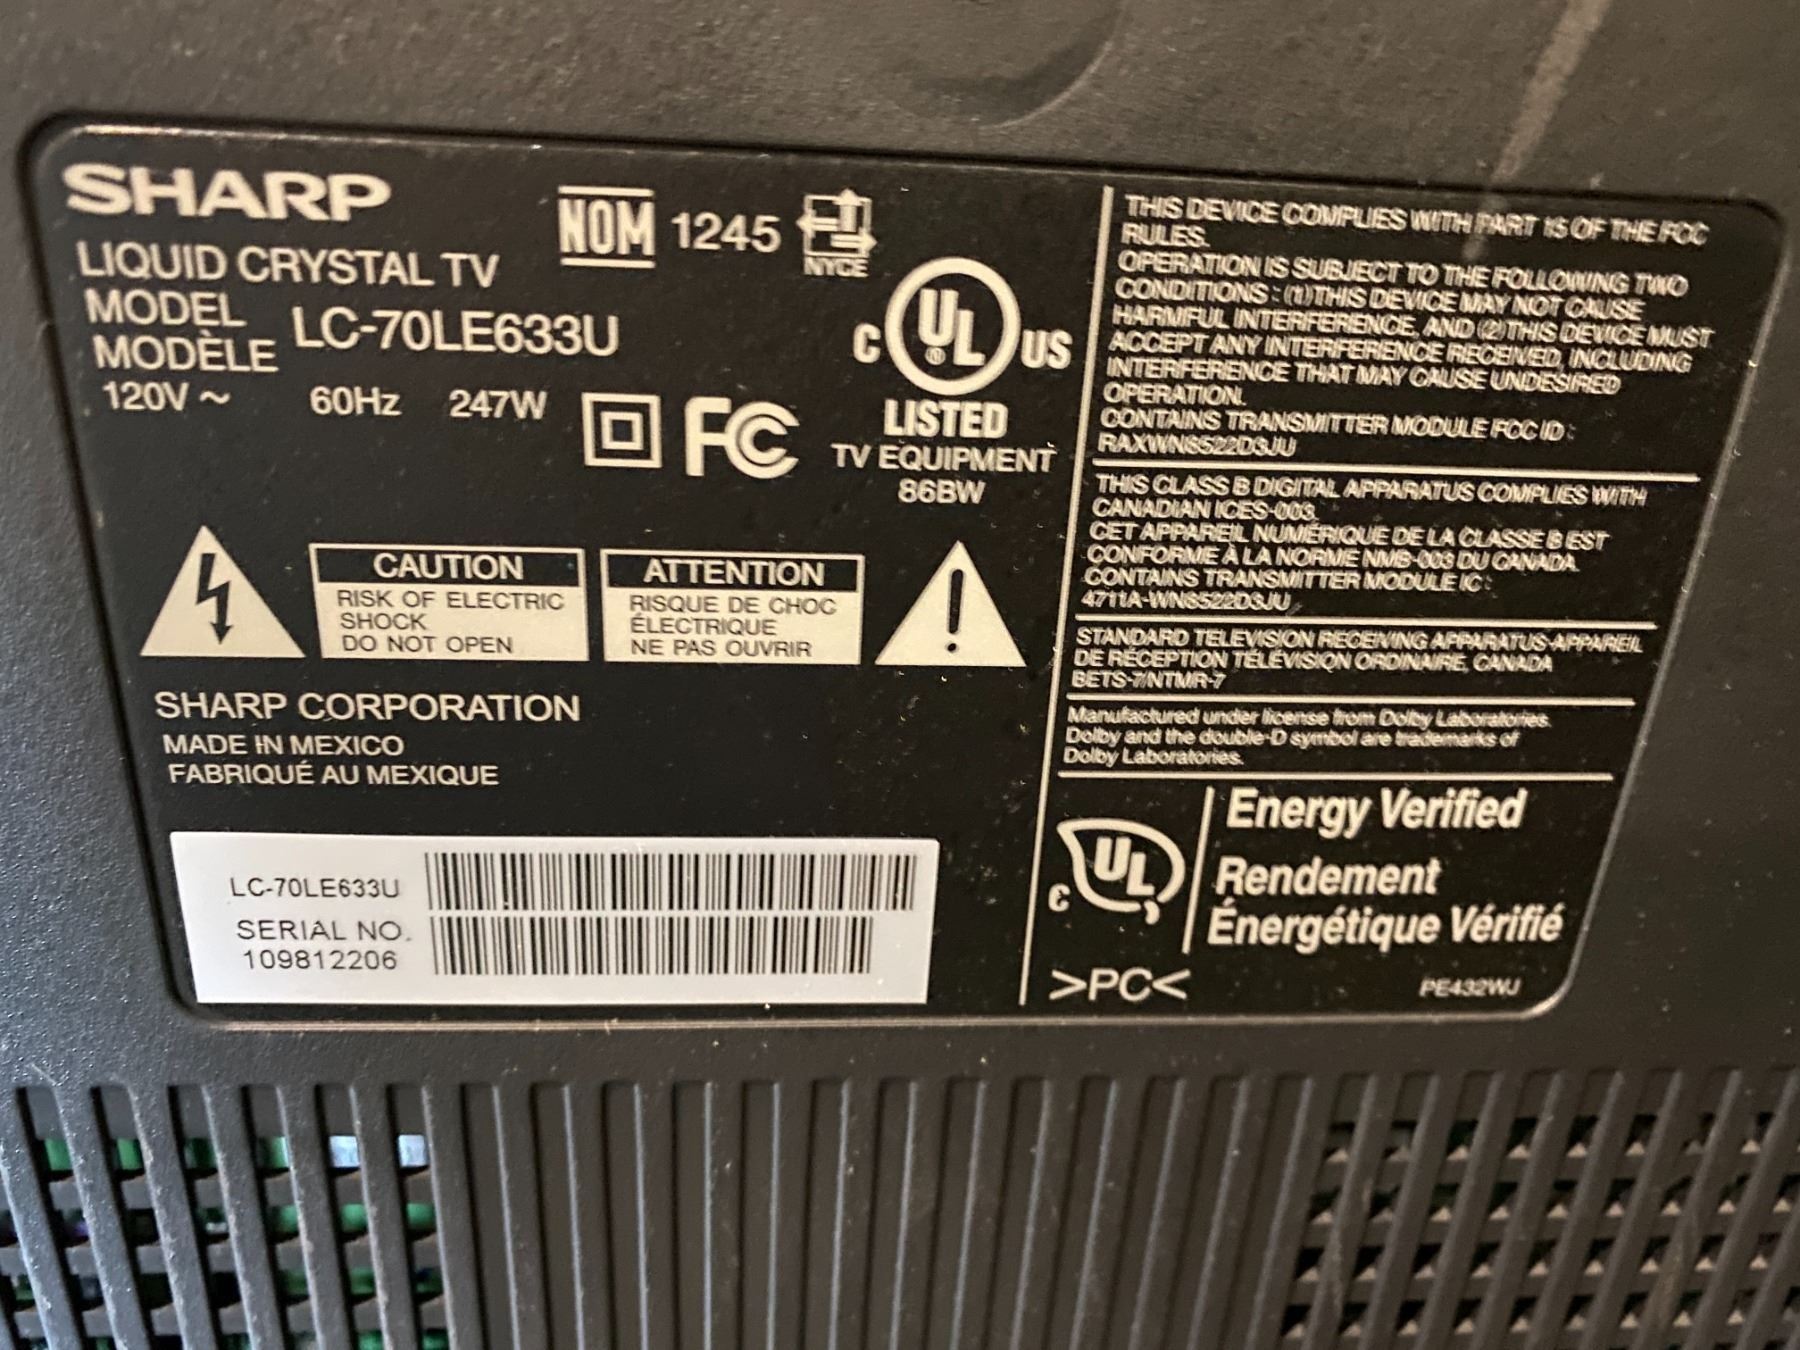 SHARP
LIQUID CRYSTAL TV
MODEL
MODÈLE
LC-70LE633U
120V ~ 60Hz 247W
NOM 1245
NYCE
FC
C UL US
®
LISTED
TV EQUIPMENT
86BW
CAUTION
RISK OF ELECTRIC
SHOCK
DO NOT OPEN
ATTENTION
RISQUE DE CHOC
ÉLECTRIQUE
NE PAS OUVRIR
SHARP CORPORATION
MADE IN MEXICO
FABRIQUÉ AU MEXIQUE
LC-70LE633U
SERIAL NO.
109812206
THIS DEVICE COMPLIES WITH PART 15 OF THE FCC
RULES.
OPERATION IS SUBJECT TO THE FOLLOWING TWO
CONDITIONS : (1)THIS DEVICE MAY NOT CAUSE
HARMFUL INTERFERENCE, AND (2)THIS DEVICE MUST
ACCEPT ANY INTERFERENCE RECEIVED, INCLUDING
INTERFERENCE THAT MAY CAUSE UNDESIRED
OPERATION.
CONTAINS TRANSMITTER MODULE FCC ID :
RAXWN8522D3JU
THIS CLASS B DIGITAL APPARATUS COMPLIES WITH
CANADIAN ICES-003.
CET APPAREIL NUMÉRIQUE DE LA CLASSE B EST
CONFORME À LA NORME NMB-003 DU CANADA.
CONTAINS TRANSMITTER MODULE IC :
4711A-WN8522D3JU
STANDARD TELEVISION RECEIVING APPARATUS-APPAREIL
DE RÉCEPTION TÉLÉVISION ORDINAIRE, CANADA
BETS-7/NTMR-7
Manufactured under license from Dolby Laboratories.
Dolby and the double-D symbol are trademarks of
Dolby Laboratories.
C UL
Energy Verified
Rendement
Énergétique Vérifié
>PC<
PE432WJ